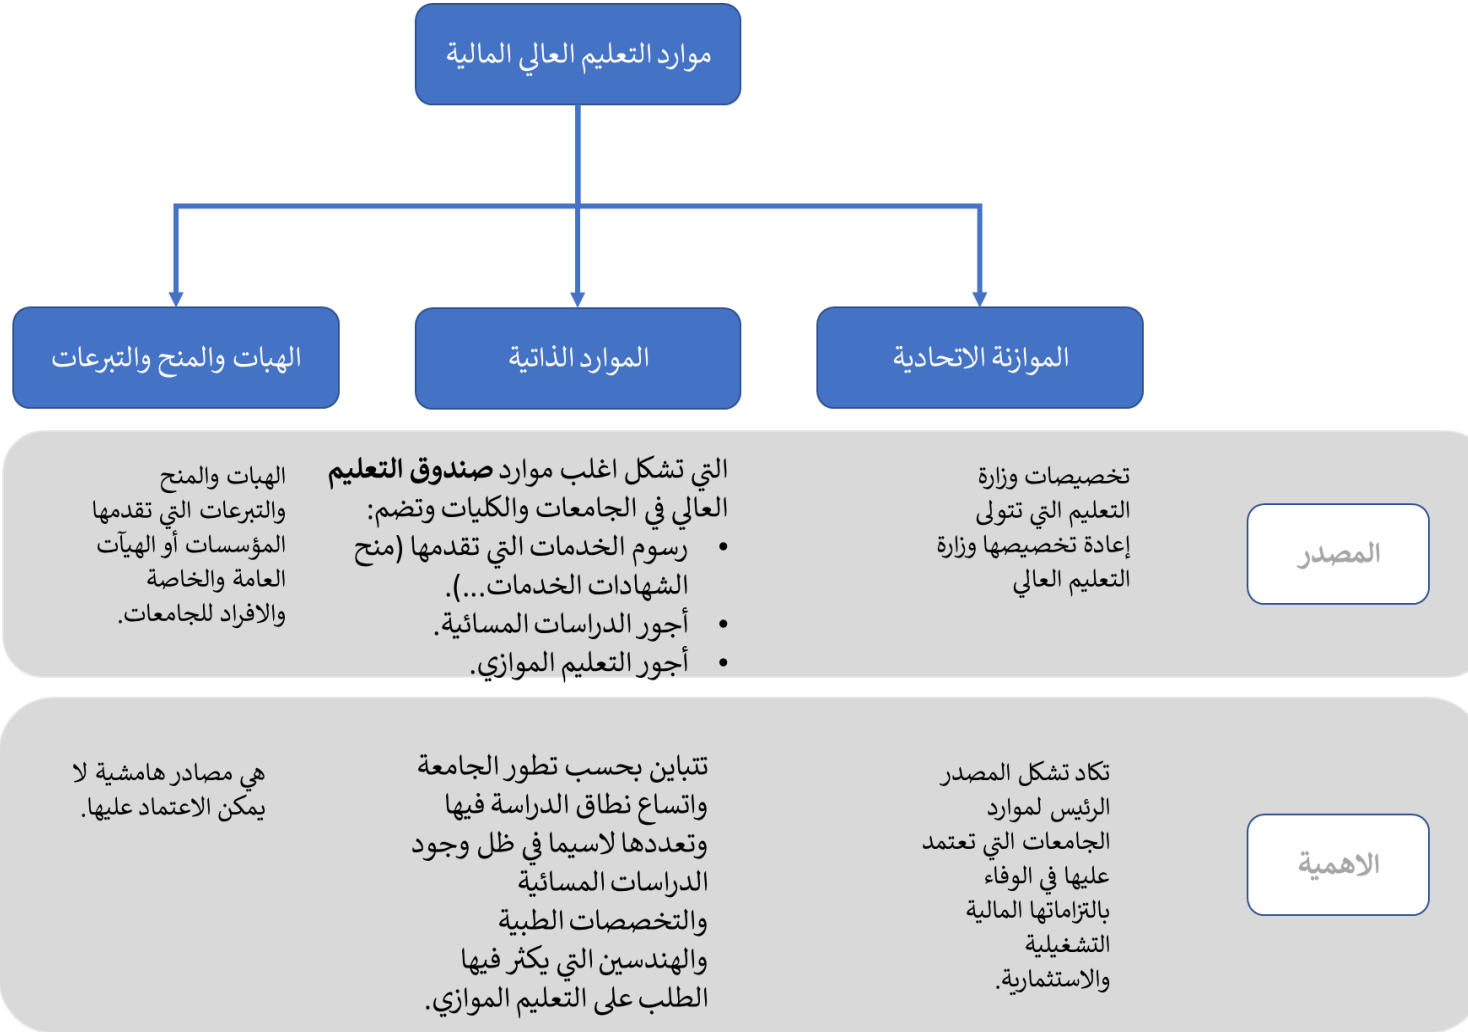 موارد التعليم العالي المالية
الموازنة الاتحادية
الموارد الذاتية
الهبات والمنح والتبرعات
المصدر
تخصيصات وزارة
التعليم التي تتولى
إعادة تخصيصها وزارة
التعليم العالي
التي تشكل اغلب موارد صندوق التعليم
العالي في الجامعات والكليات وتضم:
• رسوم الخدمات التي تقدمها (منح
الشهادات الخدمات...).
• أجور الدراسات المسائية.
• أجور التعليم الموازي.
الهبات والمنح
والتبرعات التي تقدمها
المؤسسات أو الهيآت
العامة والخاصة
والافراد للجامعات.
الاهمية
تكاد تشكل المصدر
الرئيس لموارد
الجامعات التي تعتمد
عليها في الوفاء
بالتزاماتها المالية
التشغيلية
والاستثمارية.
تتباين بحسب تطور الجامعة
واتساع نطاق الدراسة فيها
وتعددها لاسيما في ظل وجود
الدراسات المسائية
والتخصصات الطبية
والهندسين التي يكثر فيها
الطلب على التعليم الموازي.
هي مصادر هامشية لا
يمكن الاعتماد عليها.